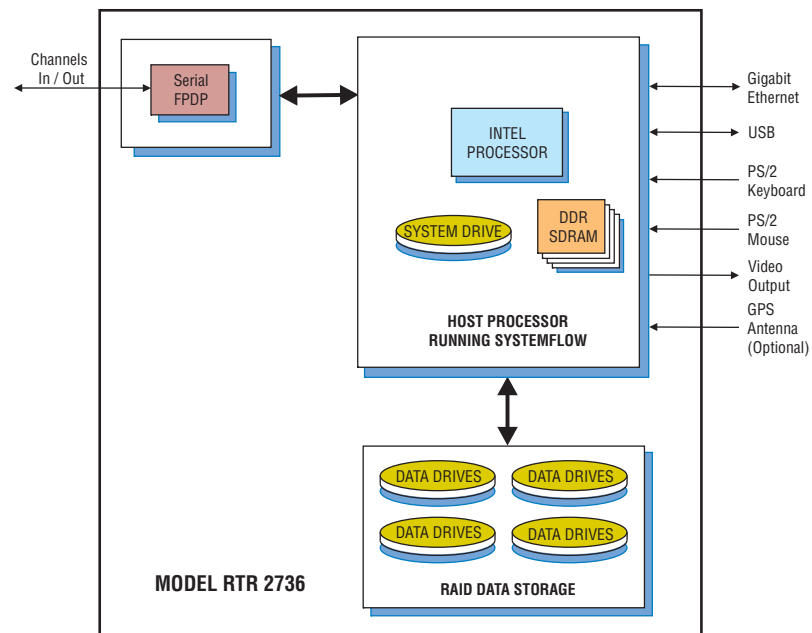 Channels
In / Out
Serial
FPDP
INTEL
PROCESSOR
SYSTEM DRIVE
DDR
SDRAM
HOST PROCESSOR
RUNNING SYSTEMFLOW
Gigabit
Ethernet
USB
PS/2
Keyboard
PS/2
Mouse
Video
Output
GPS
Antenna
(Optional)
DATA DRIVES
DATA DRIVES
DATA DRIVES
DATA DRIVES
RAID DATA STORAGE
MODEL RTR 2736